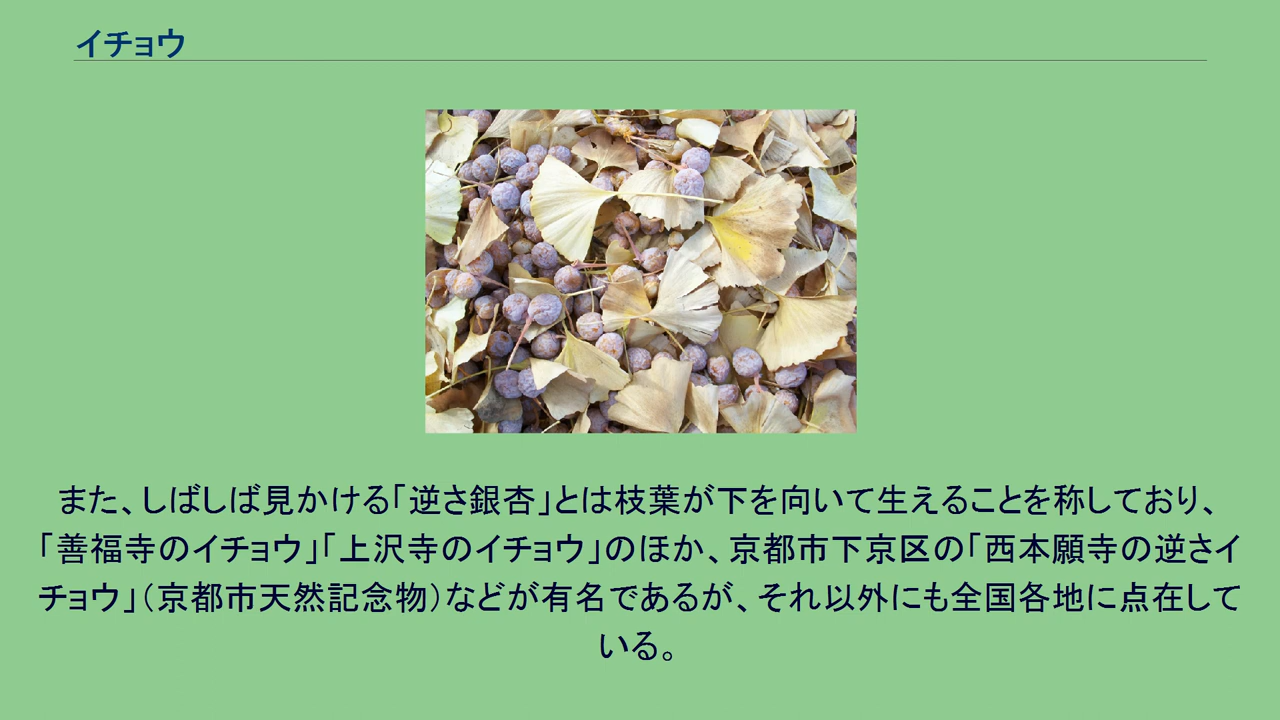 イチョウ
また、しばしば見かける「逆さ銀杏」とは枝葉が下を向いて生えることを称しており、
「善福寺のイチョウ」「上沢寺のイチョウ」のほか、京都市下京区の「西本願寺の逆さイ
チョウ」（京都市天然記念物）などが有名であるが、それ以外にも全国各地に点在して
いる。